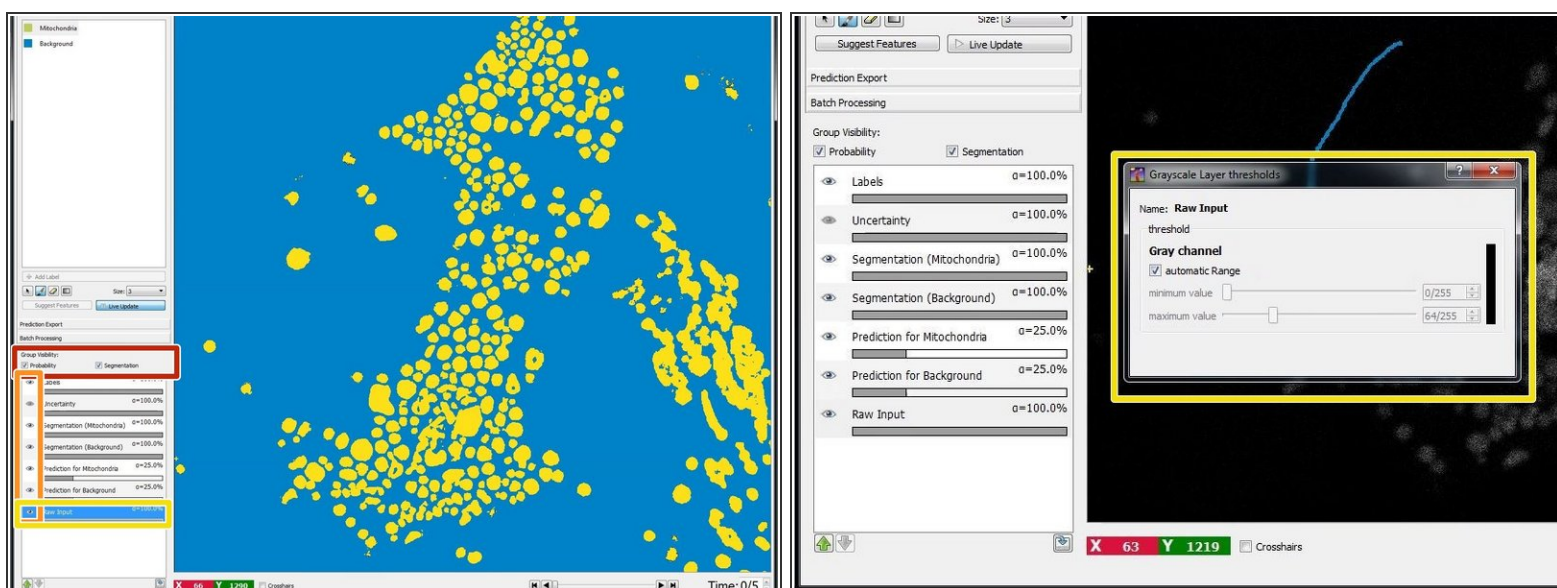 Mitochondria
Background
Add Label
Size: 3
Suggest Features
Live Update
Prediction Export
Batch Processing
Group Visibility:
Probability
Segmentation
Labels
Uncertainty α=100.0%
Segmentation (Mitochondria) α=100.0%
Segmentation (Background) α=100.0%
Prediction for Mitochondria α=25.0%
Prediction for Background α=25.0%
Raw Input α=100.0%
X 66 Y 1290 Crosshairs
Time: 0/5
Size: 3
Suggest Features
Live Update
Prediction Export
Batch Processing
Group Visibility:
Probability
Segmentation
Labels α=100.0%
Uncertainty α=100.0%
Segmentation (Mitochondria) α=100.0%
Segmentation (Background) α=100.0%
Prediction for Mitochondria α=25.0%
Prediction for Background α=25.0%
Raw Input α=100.0%
Grayscale Layer thresholds
Name: Raw Input
threshold
Gray channel
automatic Range
minimum value 0/255
maximum value 64/255
X 63 Y 1219 Crosshairs